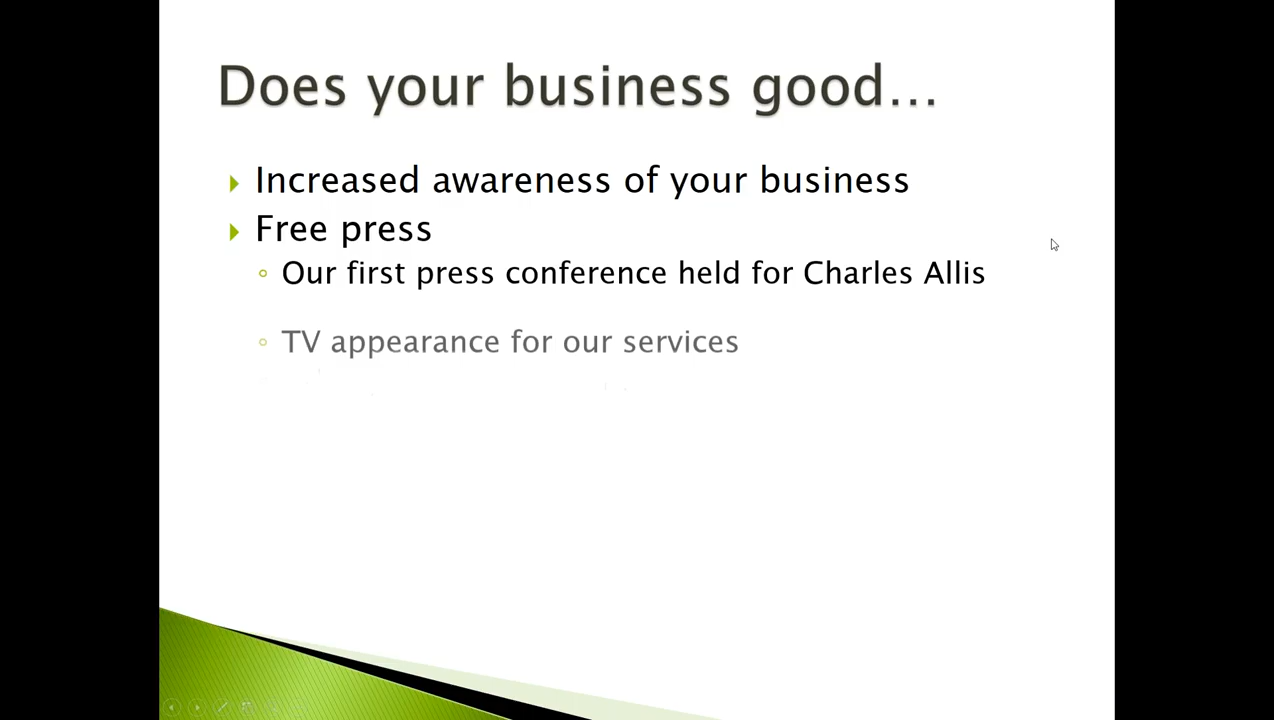 Does your business good...
Increased awareness of your business
Free press
Our first press conference held for Charles Allis
TV appearance for our services